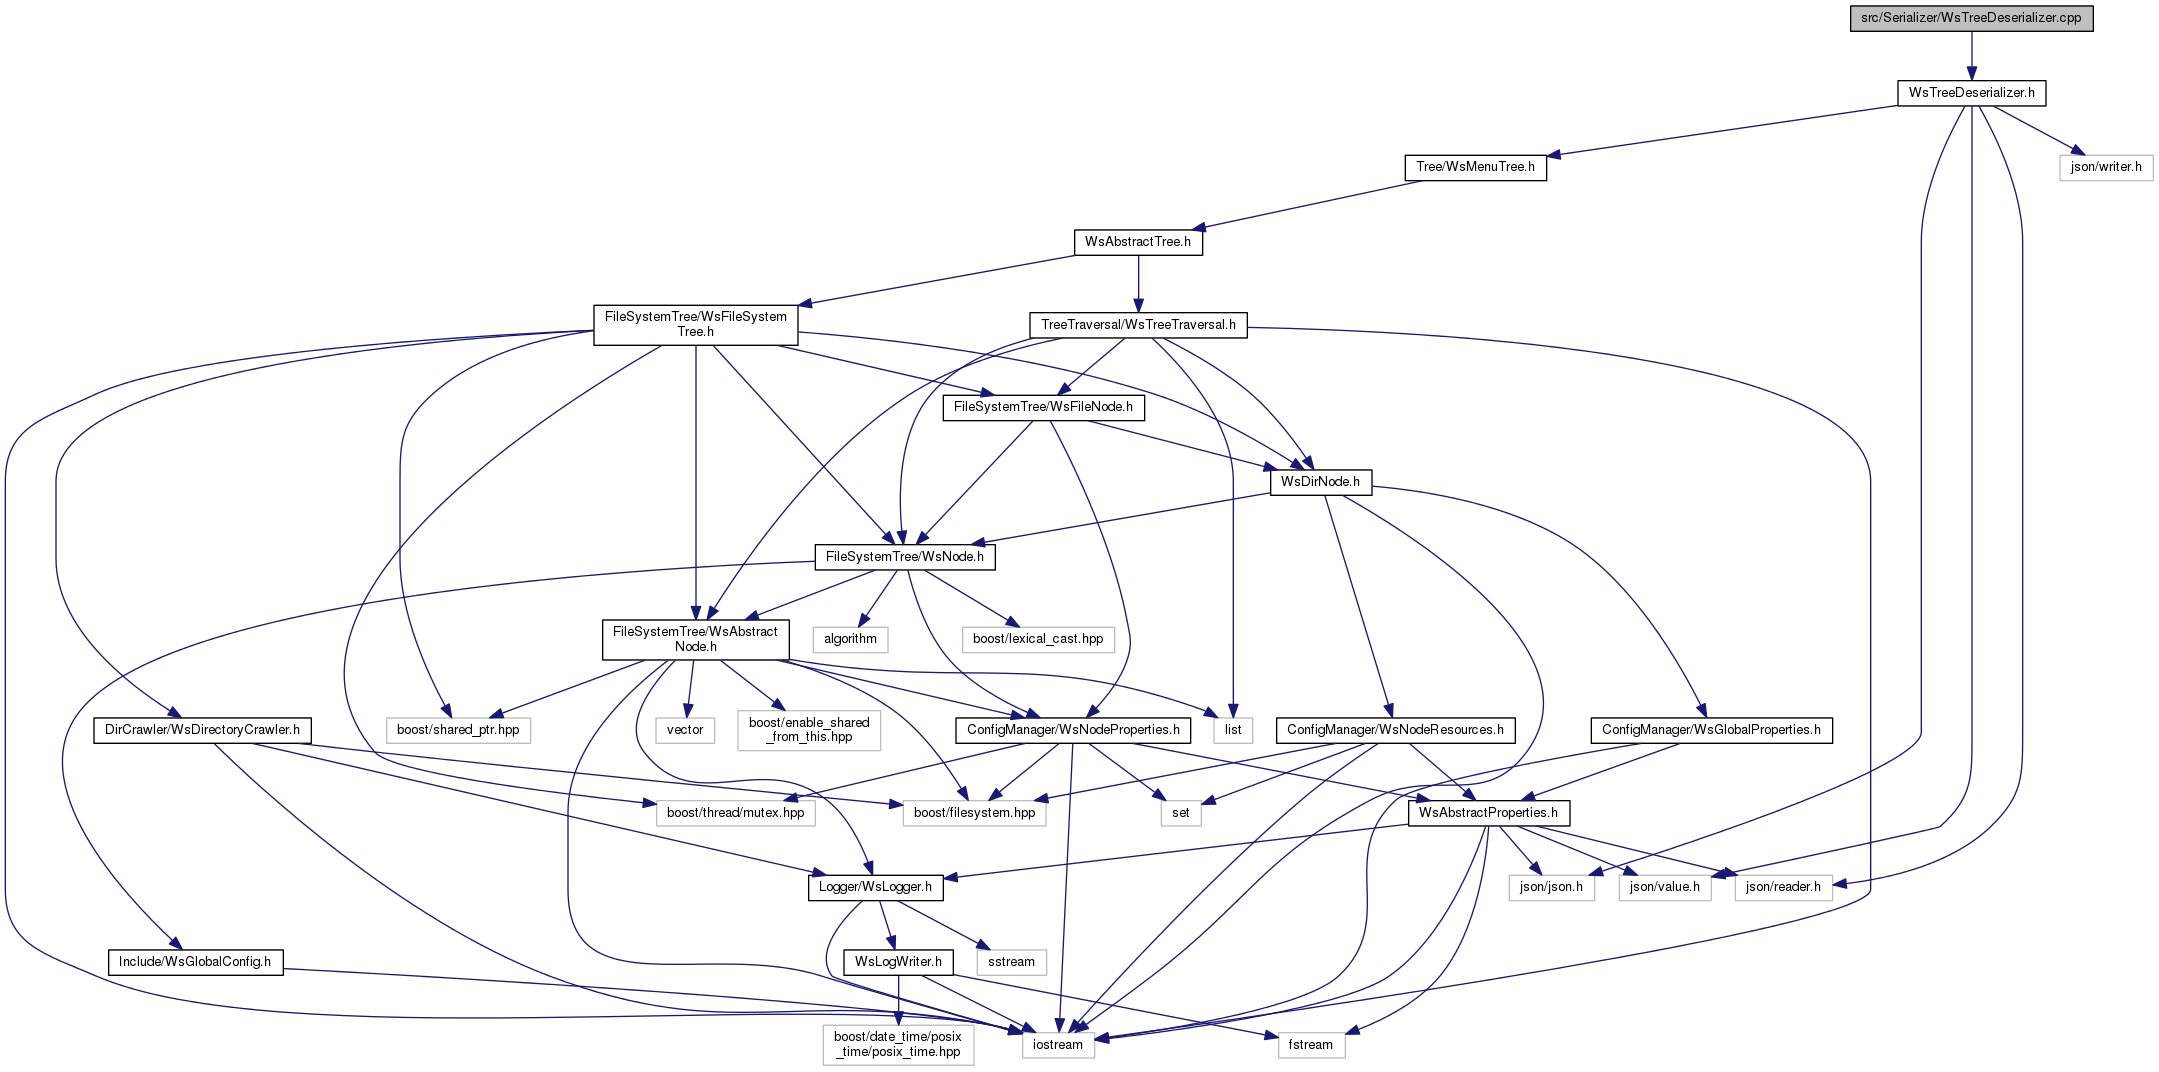 src/Serializer/WsTreeDeserializer.cpp
WsTreeDeserializer.h
Tree/WsMenuTree.h
json/writer.h
WsAbstractTree.h
FileSystemTree/WsFileSystem
Tree.h
TreeTraversal/WsTreeTraversal.h
FileSystemTree/WsFileNode.h
WsDirNode.h
FileSystemTree/WsNode.h
FileSystemTree/WsAbstract
Node.h
algorithm
boost/lexical_cast.hpp
DirCrawler/WsDirectoryCrawler.h
boost/shared_ptr.hpp
vector
boost/enable_shared
_from_this.hpp
ConfigManager/WsNodeProperties.h
list
ConfigManager/WsNodeResources.h
ConfigManager/WsGlobalProperties.h
boost/thread/mutex.hpp
boost/filesystem.hpp
set
WsAbstractProperties.h
Logger/WsLogger.h
json/json.h
json/value.h
json/reader.h
Include/WsGlobalConfig.h
WsLogWriter.h
sstream
boost/date_time/posix
_time/posix_time.hpp
iostream
fstream